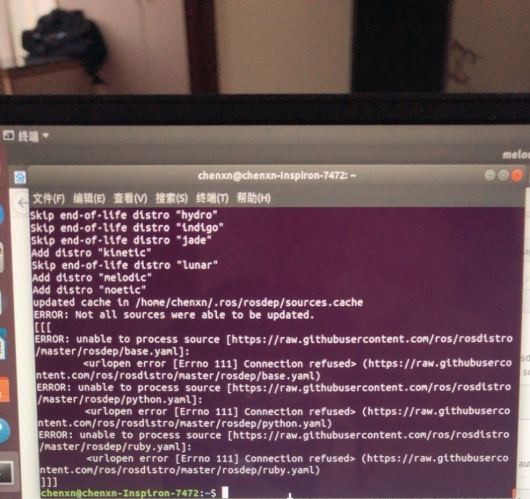 终端
melod
chenxn@chenxn-Inspiron-7472: ~
文件(F) 编辑(E) 查看(V) 搜索(S) 终端(T) 帮助(H)
Skip end-of-life distro "hydro"
Skip end-of-life distro "indigo"
Skip end-of-life distro "jade"
Add distro "kinetic"
Skip end-of-life distro "lunar"
Add distro "melodic"
Add distro "noetic"
updated cache in /home/chenxn/.ros/rosdep/sources.cache
ERROR: Not all sources were able to be updated.
[[[
ERROR: unable to process source [https://raw.githubusercontent.com/ros/rosdistro
/master/rosdep/base.yaml]:
<urlopen error [Errno 111] Connection refused> (https://raw.githubuserco
ntent.com/ros/rosdistro/master/rosdep/base.yaml)
ERROR: unable to process source [https://raw.githubusercontent.com/ros/rosdistro
/master/rosdep/python.yaml]:
<urlopen error [Errno 111] Connection refused> (https://raw.githubuserco
ntent.com/ros/rosdistro/master/rosdep/python.yaml)
ERROR: unable to process source [https://raw.githubusercontent.com/ros/rosdistro
/master/rosdep/ruby.yaml]:
<urlopen error [Errno 111] Connection refused> (https://raw.githubuserco
ntent.com/ros/rosdistro/master/rosdep/ruby.yaml)
]]]
chenxn@chenxn-Inspiron-7472:~$